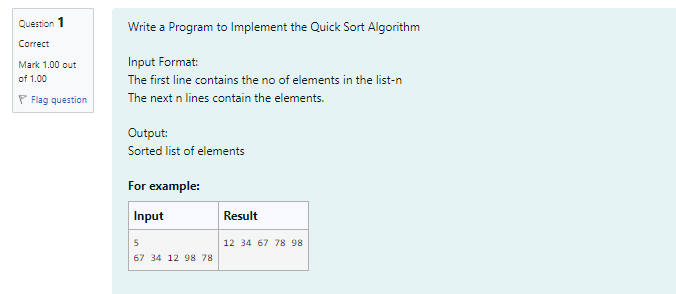 Question 1
Correct
Mark 1.00 out
of 1.00
Flag question
Write a Program to Implement the Quick Sort Algorithm
Input Format:
The first line contains the no of elements in the list-n
The next n lines contain the elements.
Output:
Sorted list of elements
For example:
Input Result
5 12 34 67 78 98
67 34 12 98 78